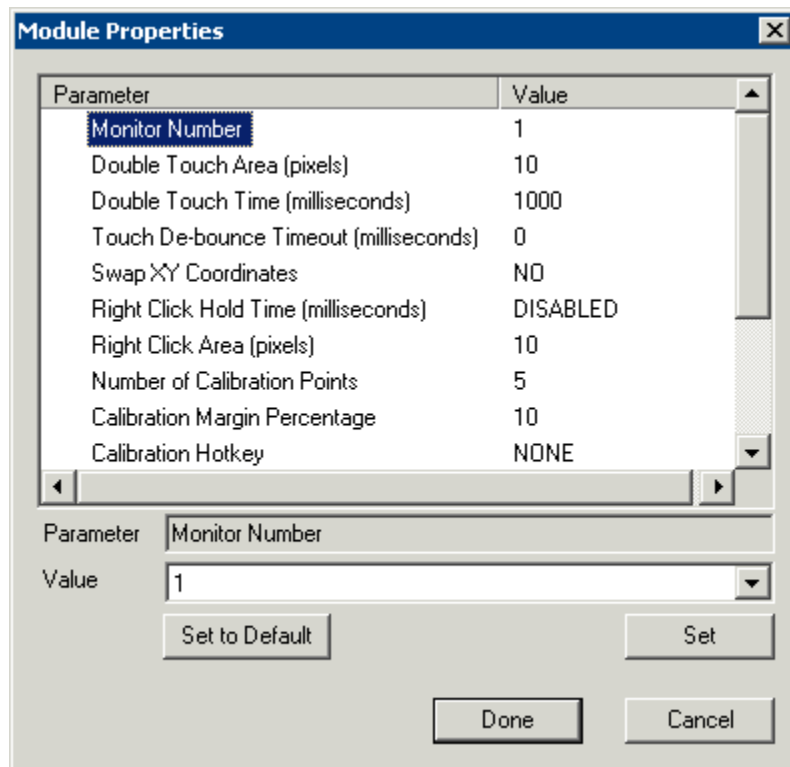 Module Properties
Parameter Value
Monitor Number 1
Double Touch Area (pixels) 10
Double Touch Time (milliseconds) 1000
Touch De-bounce Timeout (milliseconds) 0
Swap XY Coordinates NO
Right Click Hold Time (milliseconds) DISABLED
Right Click Area (pixels) 10
Number of Calibration Points 5
Calibration Margin Percentage 10
Calibration Hotkey NONE
Parameter Monitor Number
Value 1
Set to Default Set
Done Cancel